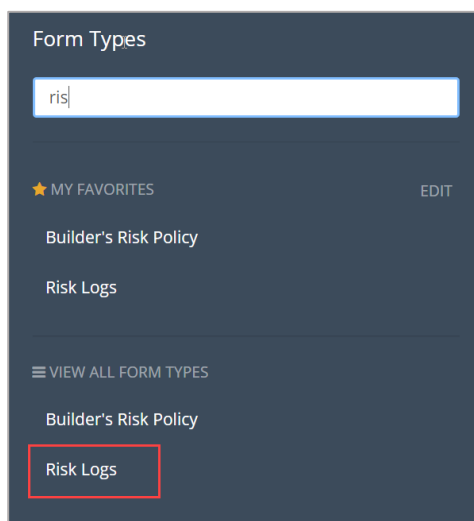 Form Types
ris
MY FAVORITES EDIT
Builder's Risk Policy
Risk Logs
VIEW ALL FORM TYPES
Builder's Risk Policy
Risk Logs